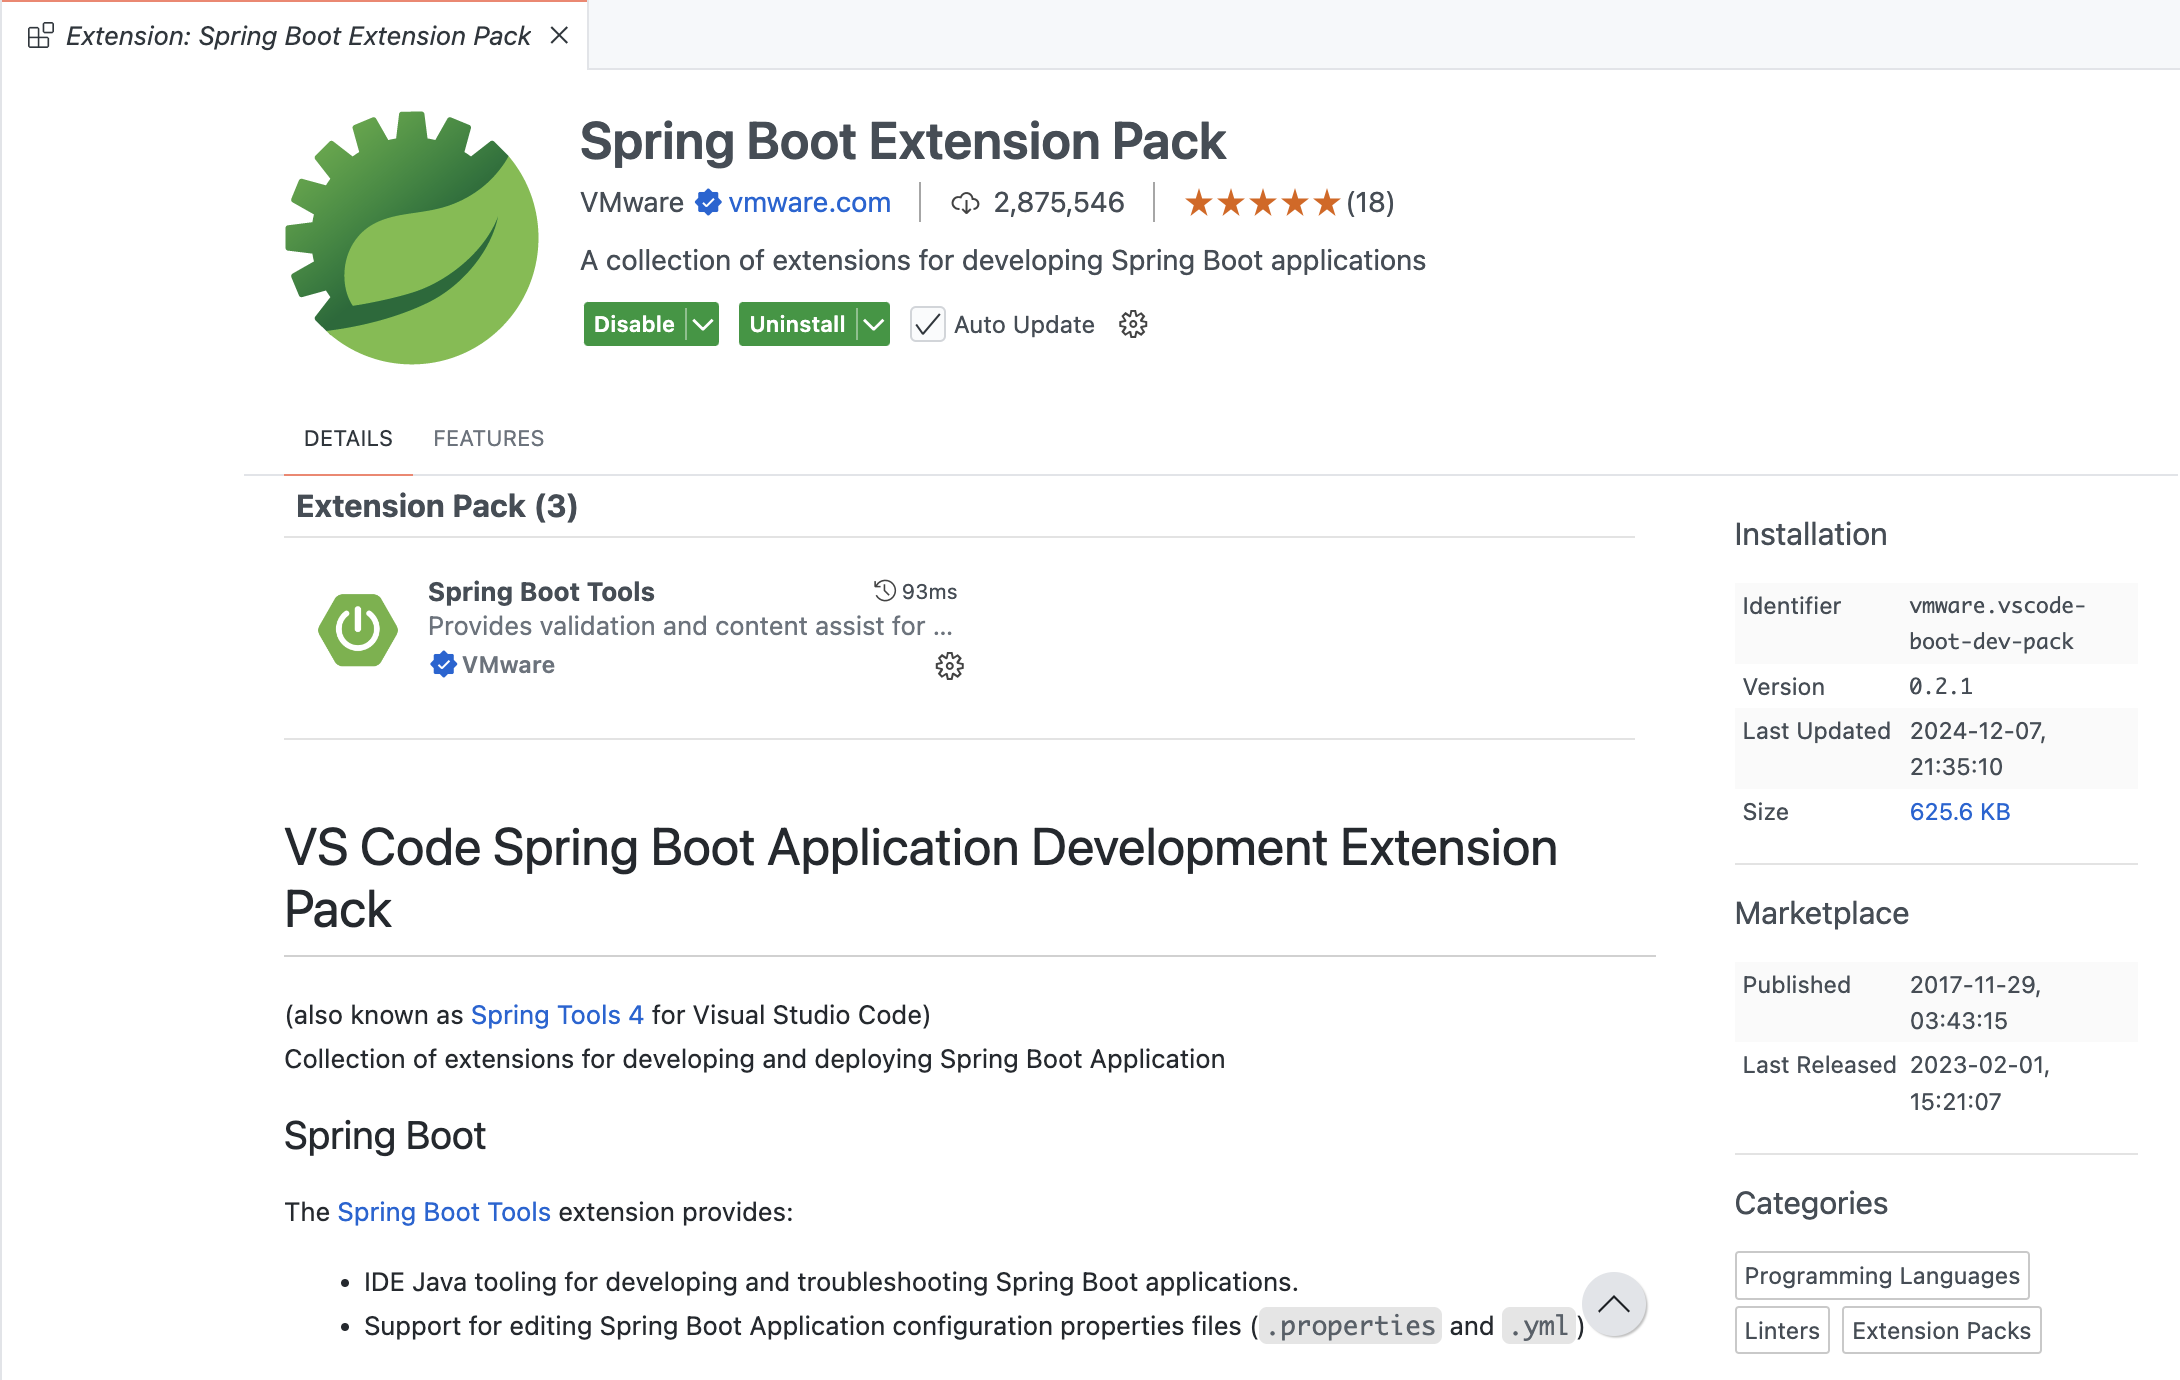 Extension: Spring Boot Extension Pack
Spring Boot Extension Pack
VMware vmware.com 2,875,546 (18)
A collection of extensions for developing Spring Boot applications
Disable Uninstall Auto Update
DETAILS FEATURES
Extension Pack (3)
Spring Boot Tools 93ms
Provides validation and content assist for ...
VMware
VS Code Spring Boot Application Development Extension
Pack
(also known as Spring Tools 4 for Visual Studio Code)
Collection of extensions for developing and deploying Spring Boot Application
Spring Boot
The Spring Boot Tools extension provides:
• IDE Java tooling for developing and troubleshooting Spring Boot applications.
• Support for editing Spring Boot Application configuration properties files (.properties and .yml)
Installation
Identifier vmware.vscode-
boot-dev-pack
Version 0.2.1
Last Updated 2024-12-07,
21:35:10
Size 625.6 KB
Marketplace
Published 2017-11-29,
03:43:15
Last Released 2023-02-01,
15:21:07
Categories
Programming Languages
Linters Extension Packs